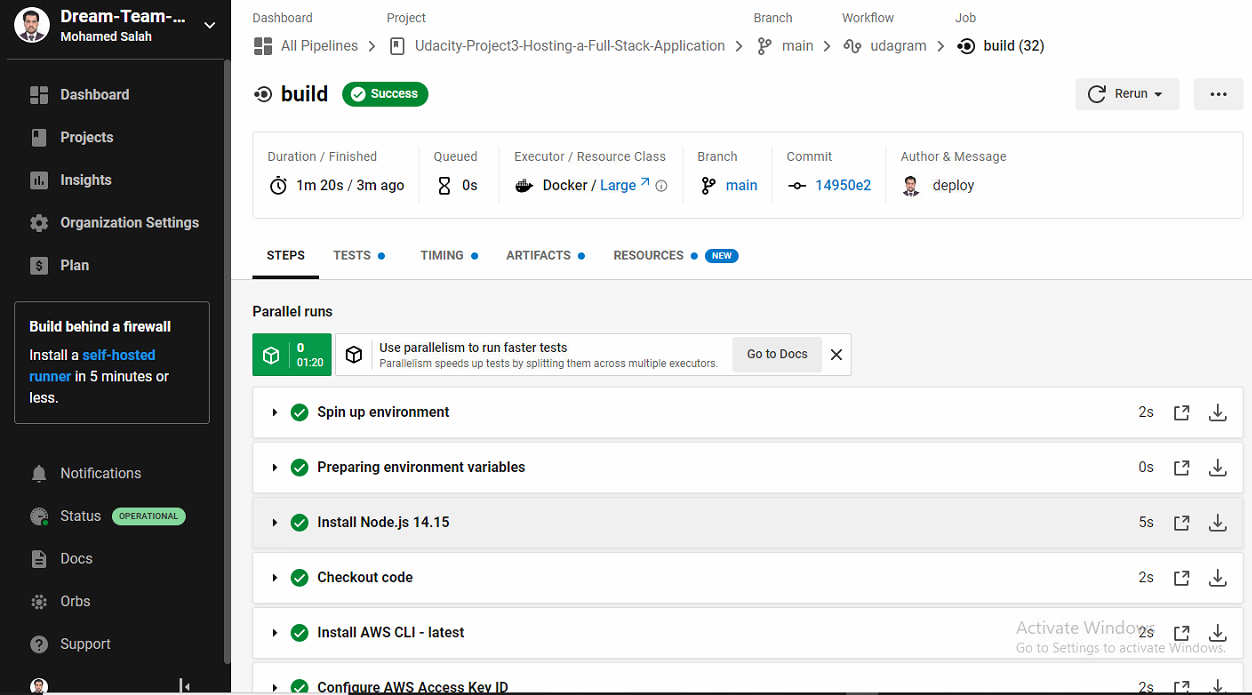 Dream-Team-...
Mohamed Salah
Dashboard
Projects
Insights
Organization Settings
Plan
Build behind a firewall
Install a self-hosted
runner in 5 minutes or
less.
Notifications
Status OPERATIONAL
Docs
Orbs
Support
Dashboard Project Branch Workflow Job
All Pipelines Udacity-Project3-Hosting-a-Full-Stack-Application main udagram build (32)
build Success Rerun
Duration / Finished Queued Executor / Resource Class Branch Commit Author & Message
1m 20s / 3m ago 0s Docker / Large main 14950e2 deploy
STEPS TESTS TIMING ARTIFACTS RESOURCES NEW
Parallel runs
0
01:20
Use parallelism to run faster tests
Parallelism speeds up tests by splitting them across multiple executors.
Go to Docs
Spin up environment 2s
Preparing environment variables 0s
Install Node.js 14.15 5s
Checkout code 2s
Install AWS CLI - latest 2s
Activate Windows
Go to Settings to activate Windows.
Configure AWS Access Key ID 2s